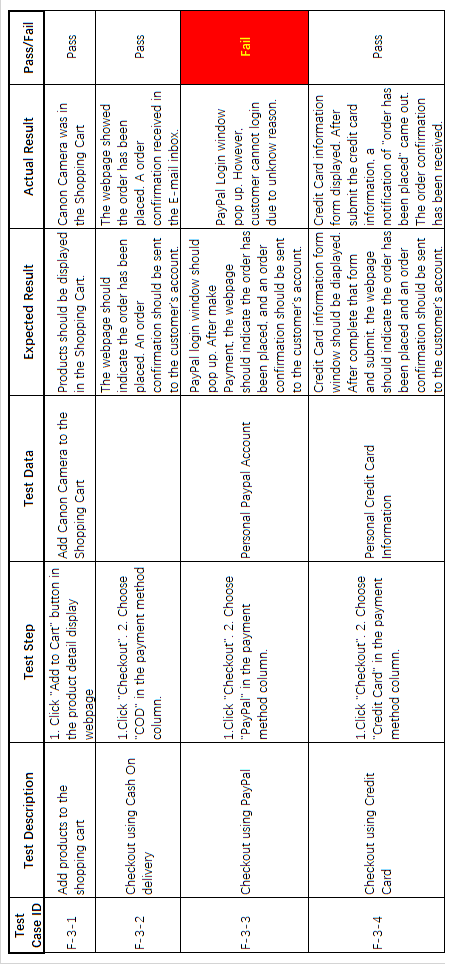 Test
Case ID
Test Description
Test Step
Test Data
Expected Result
Actual Result
Pass/Fail
F-3-1
Add products to the
shopping cart
1. Click "Add to Cart" button in
the product detail display
webpage
Add Canon Camera to the
Shopping Cart
Products should be displayed
in the Shopping Cart.
Canon Camera was in
the Shopping Cart
Pass
F-3-2
Checkout using Cash On
delivery
1.Click "Checkout". 2. Choose
"COD" in the payment method
column.
The webpage should
indicate the order has been
placed. An order
confirmation should be sent
to the customer's account.
The webpage showed
the order has been
placed. A order
confirmation received in
the E-mail inbox.
Pass
F-3-3
Checkout using PayPal
1.Click "Checkout". 2. Choose
"PayPal" in the payment
method column.
Personal Paypal Account
PayPal login window should
pop up. After make
Payment, the webpage
should indicate the order has
been placed, and an order
confirmation should be sent
to the customer's account.
PayPal Login window
pop up. However,
customer cannot login
due to unknow reason.
Fail
F-3-4
Checkout using Credit
Card
1.Click "Checkout". 2. Choose
"Credit Card" in the payment
method column.
Personal Credit Card
Information
Credit Card information form
window should be diaplayed.
After complete that form
and submit, the webpage
should indicate the order has
been placed and an order
confirmation should be sent
to the customer's account.
Credit Card information
form displayed. After
submit the credit card
information, a
notification of "order has
been placed" came out.
The order confirmation
has been received.
Pass